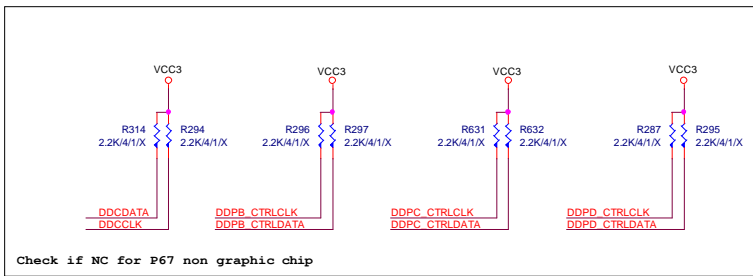 VCC3 VCC3 VCC3 VCC3
R314 R294 R296 R297 R631 R632 R287 R295
2.2K/4/1/X 2.2K/4/1/X 2.2K/4/1/X 2.2K/4/1/X 2.2K/4/1/X 2.2K/4/1/X 2.2K/4/1/X 2.2K/4/1/X
DDCDATA DDPB_CTRLCLK DDPC_CTRLCLK DDPD_CTRLCLK
DDCCLK DDPB_CTRLDATA DDPC_CTRLDATA DDPD_CTRLDATA
Check if NC for P67 non graphic chip